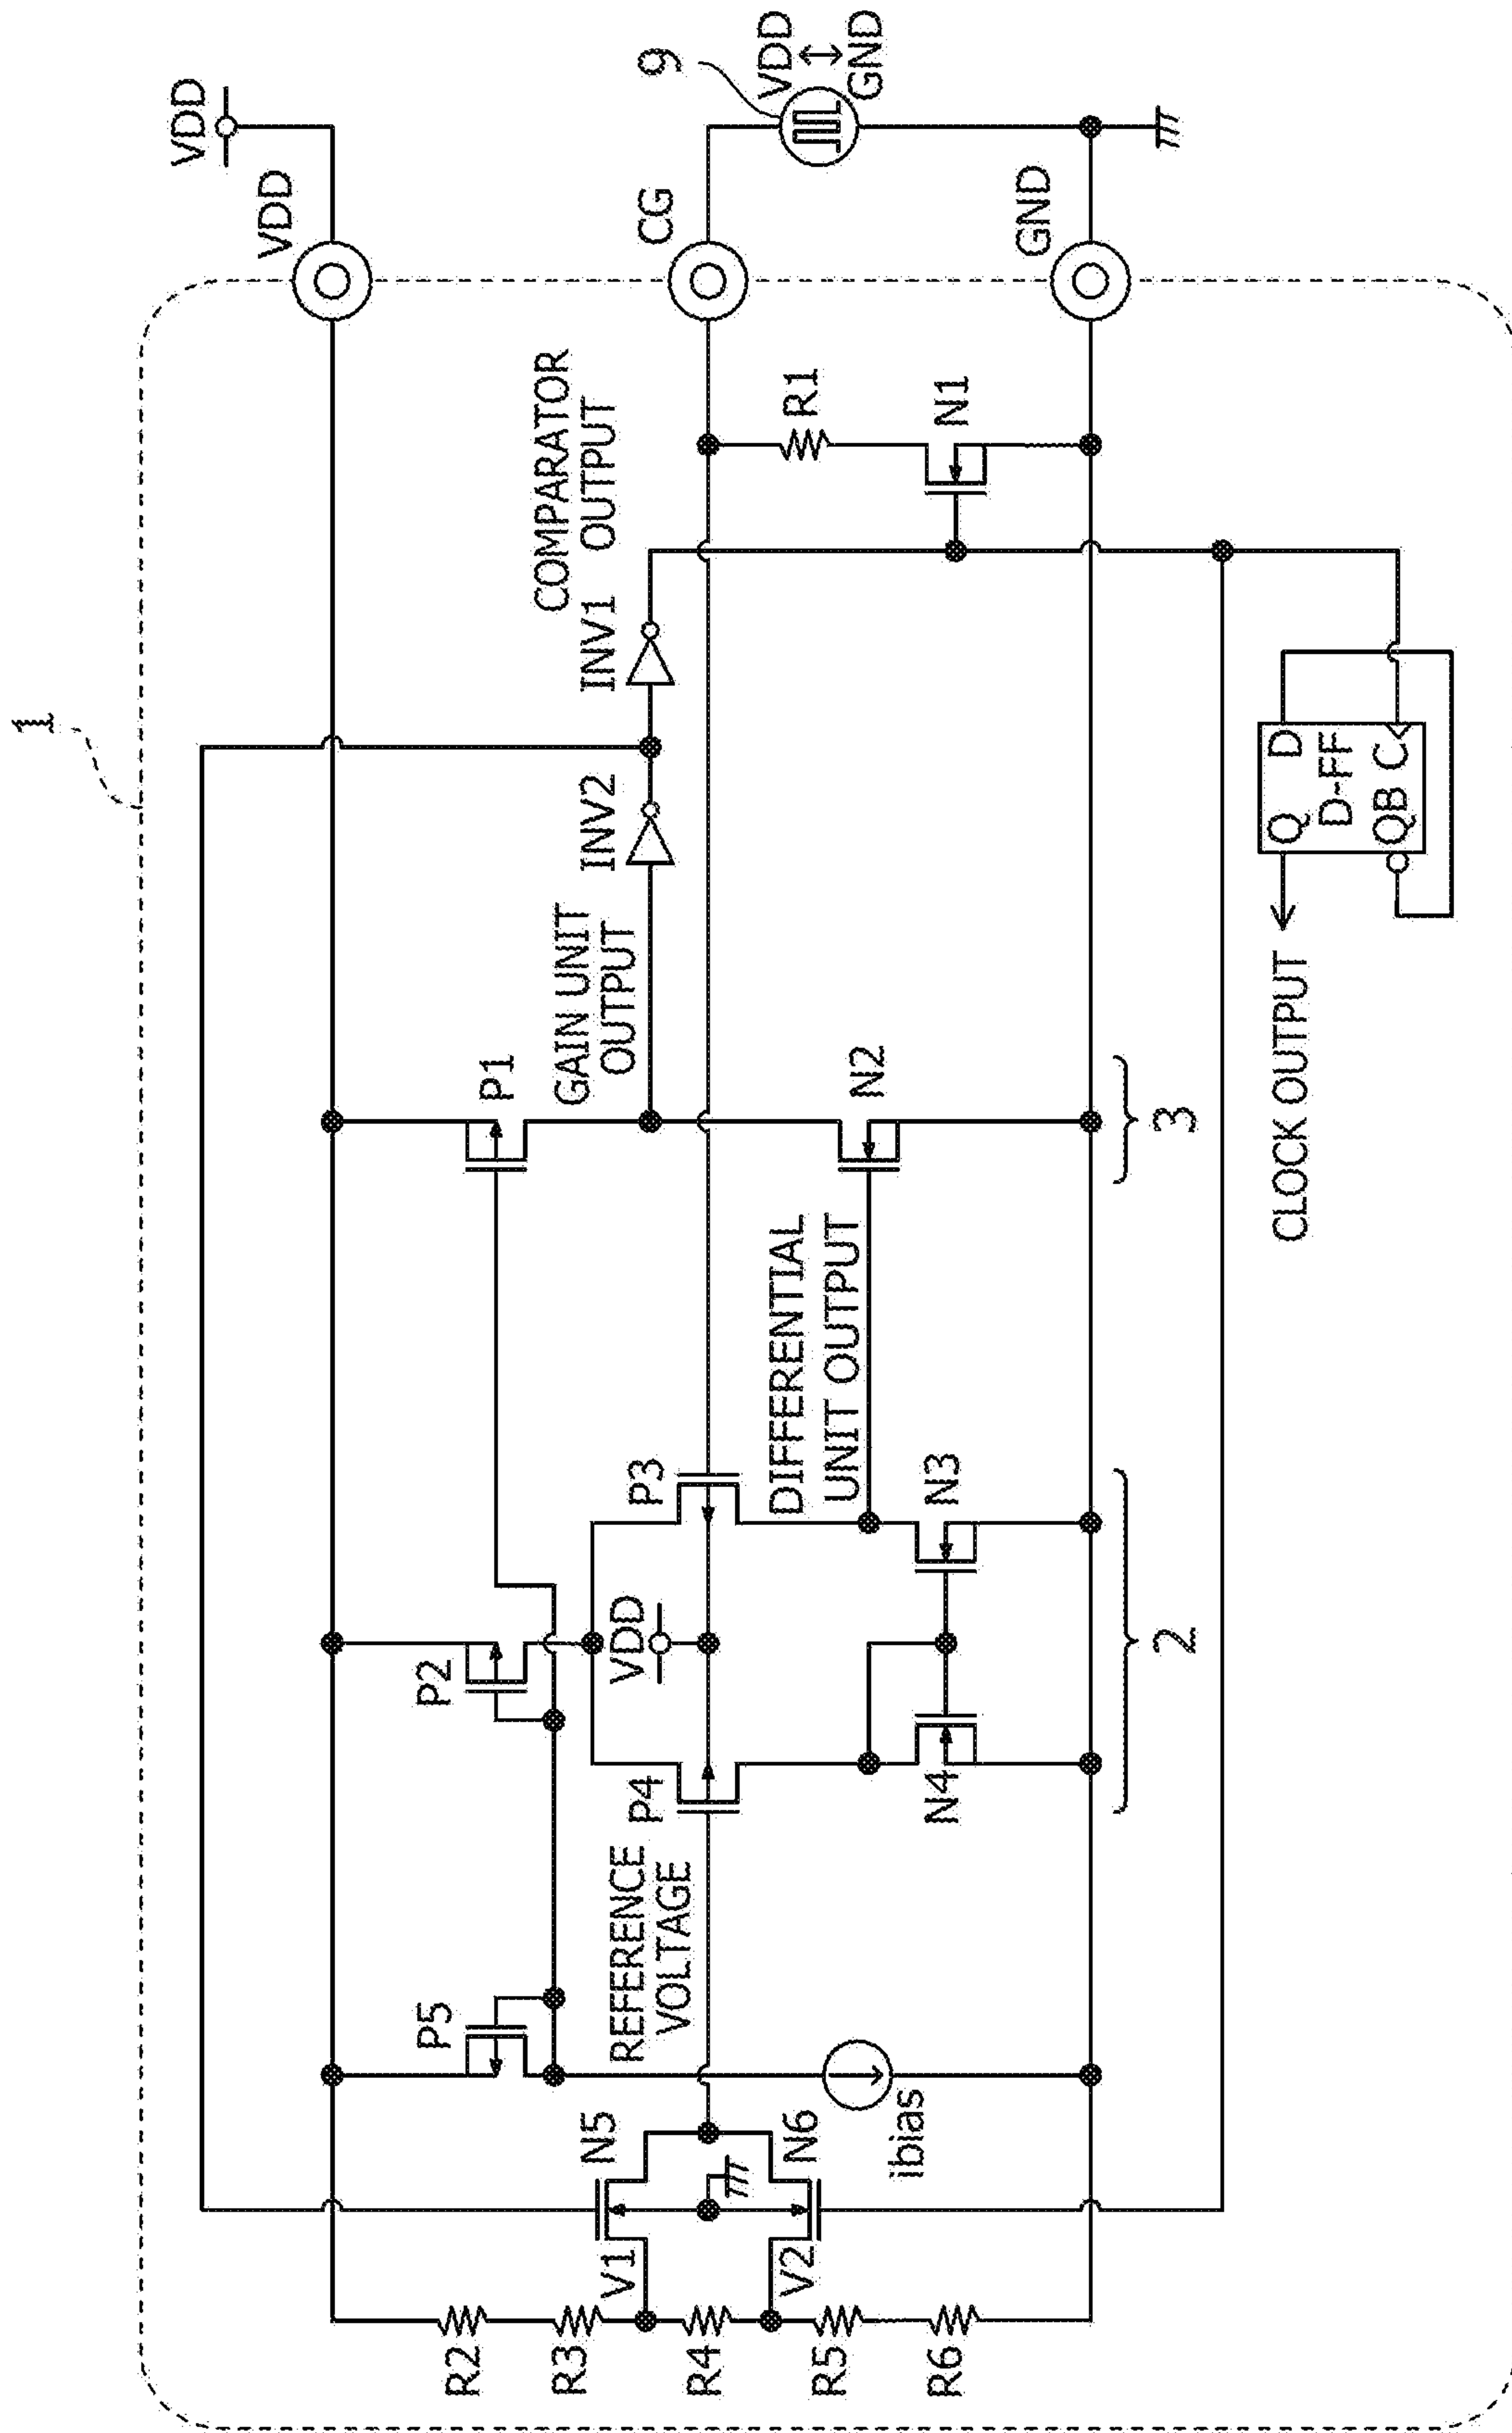 1
VDD
VDD
CG
9
VDD
GND
GND
COMPARATOR
OUTPUT
INV1
INV2
R1
N1
GAIN UNIT
OUTPUT
P1
N2
3
D
Q
D-FF
C
QB
CLOCK OUTPUT
P2
VDD
P3
P4
DIFFERENTIAL
UNIT OUTPUT
N3
N4
2
P5
REFERENCE
VOLTAGE
ibias
N5
N6
V1
V2
R2
R3
R4
R5
R6